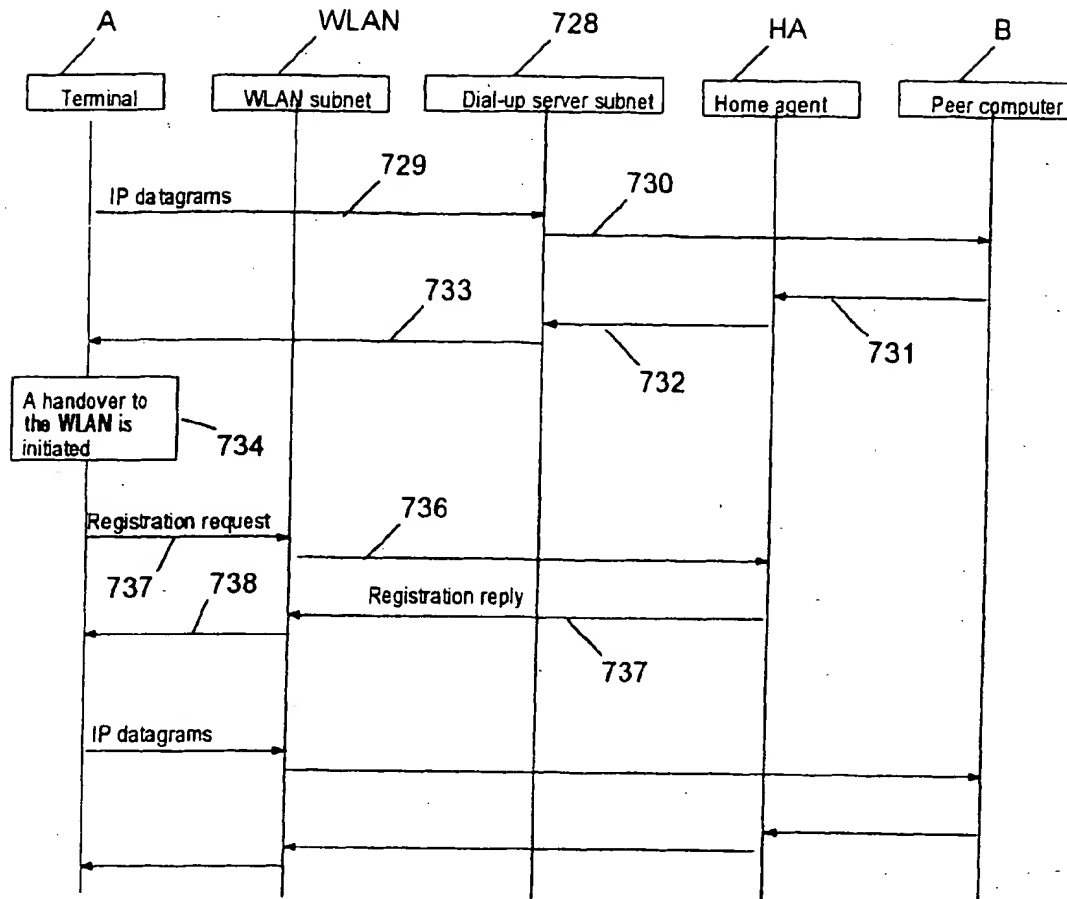 A WLAN 728 HA B
Terminal WLAN subnet Dial-up server subnet Home agent Peer computer
729
IP datagrams
730
733
731
732
A handover to
the WLAN is
initiated
734
736
Registration request
737 738
Registration reply
737
IP datagrams